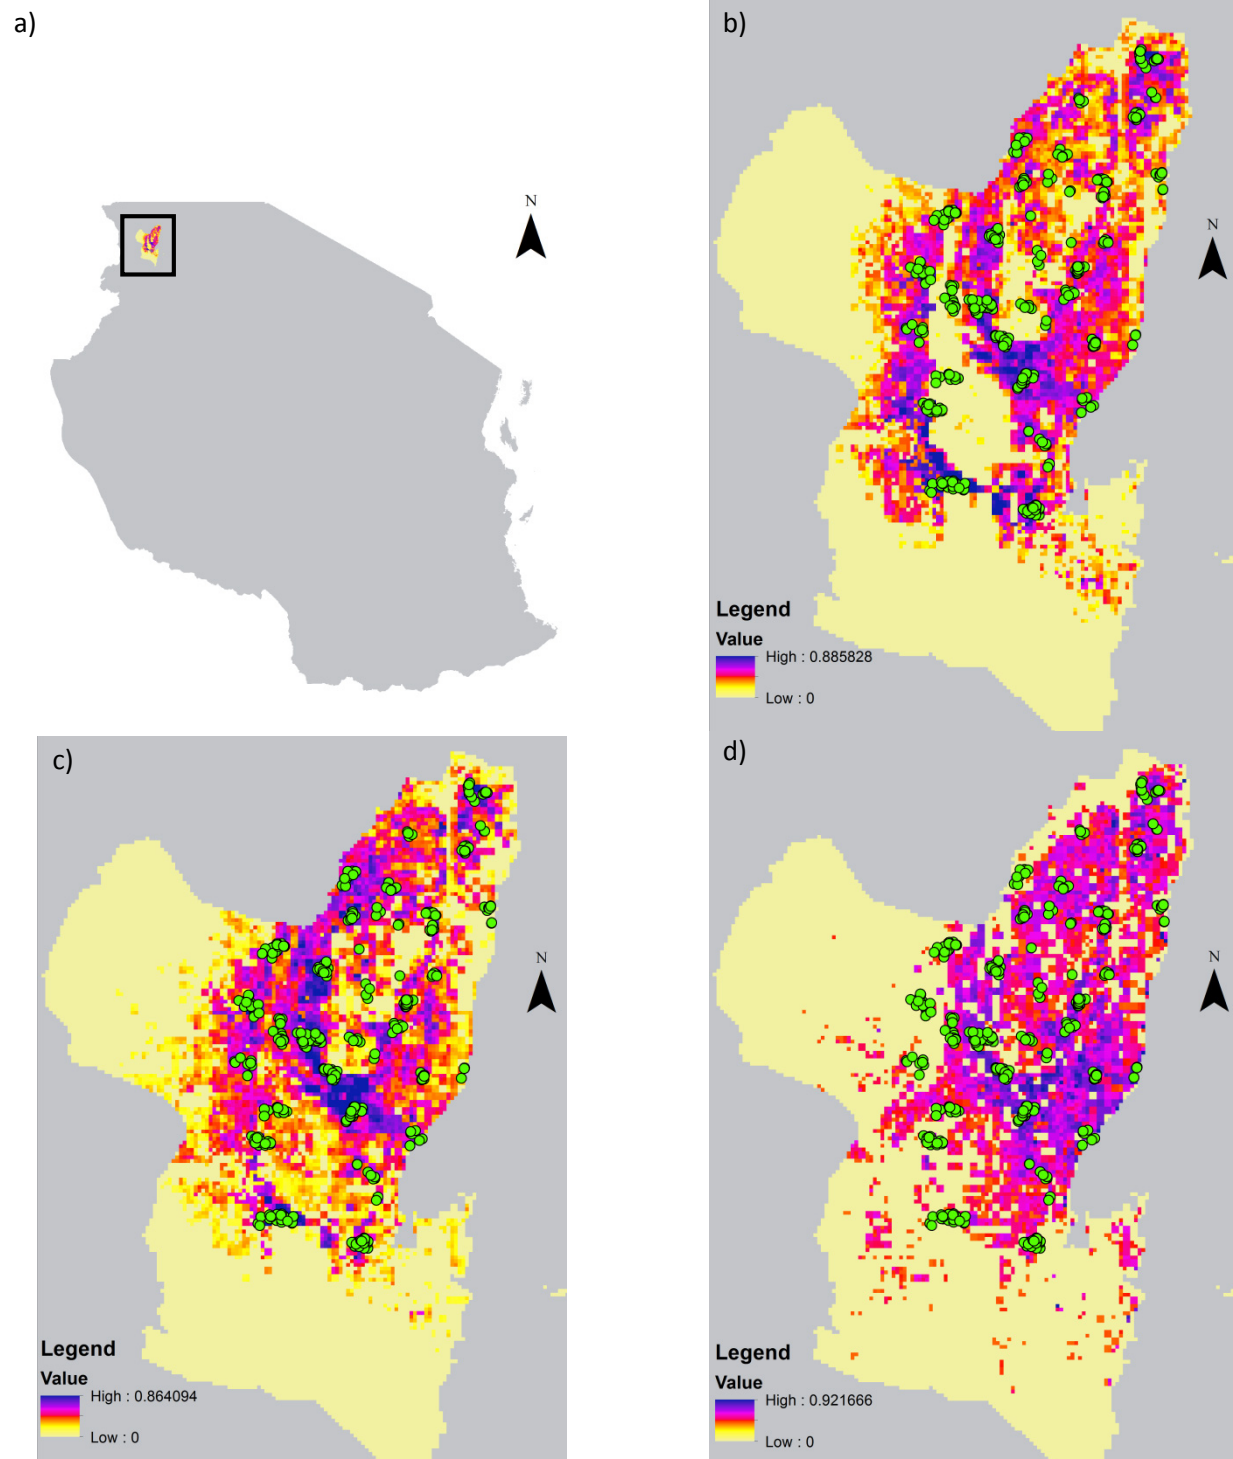 a)
N
b)
N
Legend
Value
High : 0.885828
Low : 0
c)
N
Legend
Value
High : 0.864094
Low : 0
d)
N
Legend
Value
High : 0.921666
Low : 0